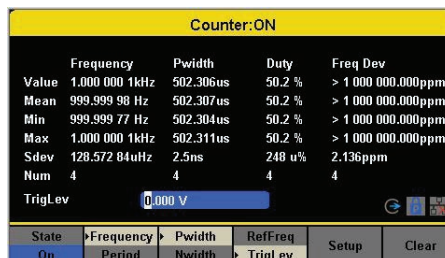 Counter:ON
Frequency Pwidth Duty Freq Dev
Value 1.000 000 1kHz 502.306us 50.2 % > 1 000 000.000ppm
Mean 999.999 98 Hz 502.307us 50.2 % > 1 000 000.000ppm
Min 999.999 77 Hz 502.304us 50.2 % > 1 000 000.000ppm
Max 1.000 000 1kHz 502.311us 50.2 % > 1 000 000.000ppm
Sdev 128.572 84uHz 2.5ns 248 u% 2.136ppm
Num 4 4 4 4
TrigLev 0.000 V
State Frequency Pwidth RefFreq Setup Clear
On Period Nwidth TrigLev